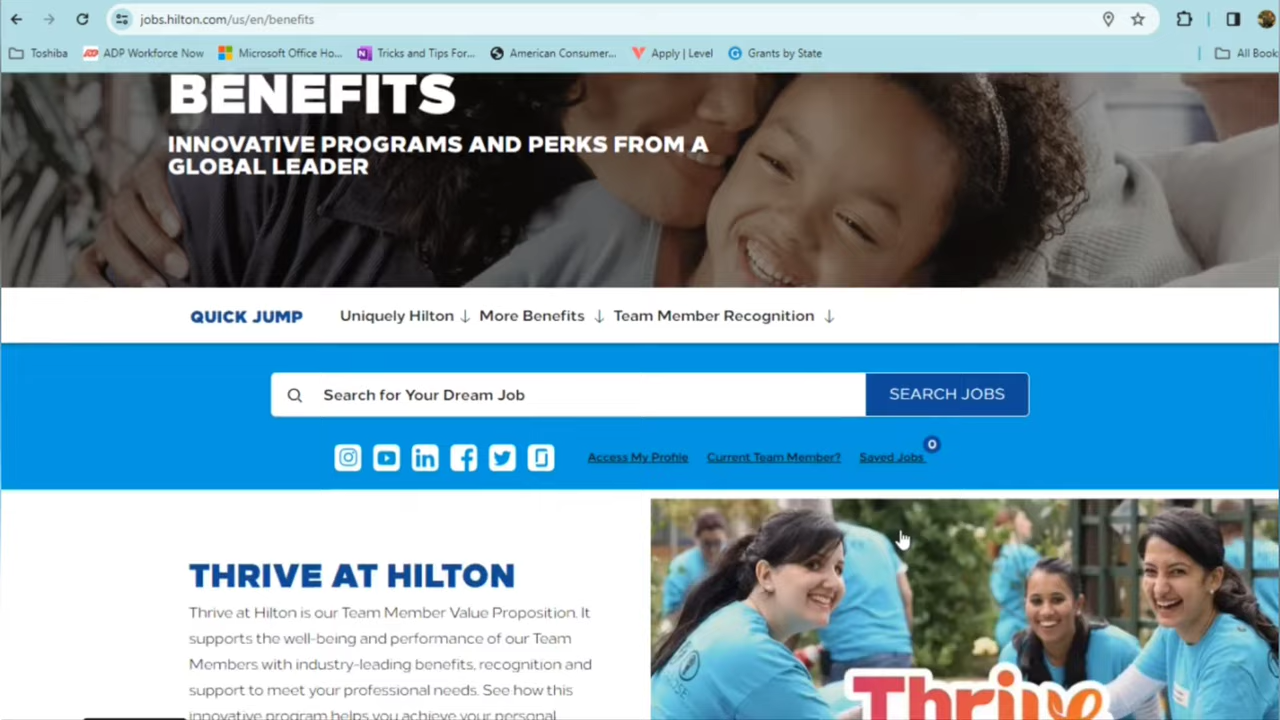 jobs.hilton.com/us/en/benefits
Toshiba
ADP Workforce Now
Microsoft Office Ho...
Tricks and Tips For...
American Consumer...
Apply | Level
Grants by State
All Book
BENEFITS
INNOVATIVE PROGRAMS AND PERKS FROM A
GLOBAL LEADER
QUICK JUMP
Uniquely Hilton ↓
More Benefits ↓
Team Member Recognition ↓
Search for Your Dream Job
SEARCH JOBS
Access My Profile
Current Team Member?
Saved Jobs
0
THRIVE AT HILTON
Thrive at Hilton is our Team Member Value Proposition. It
supports the well-being and performance of our Team
Members with industry-leading benefits, recognition and
support to meet your professional needs. See how this
innovative program helps you achieve your personal
Thrive